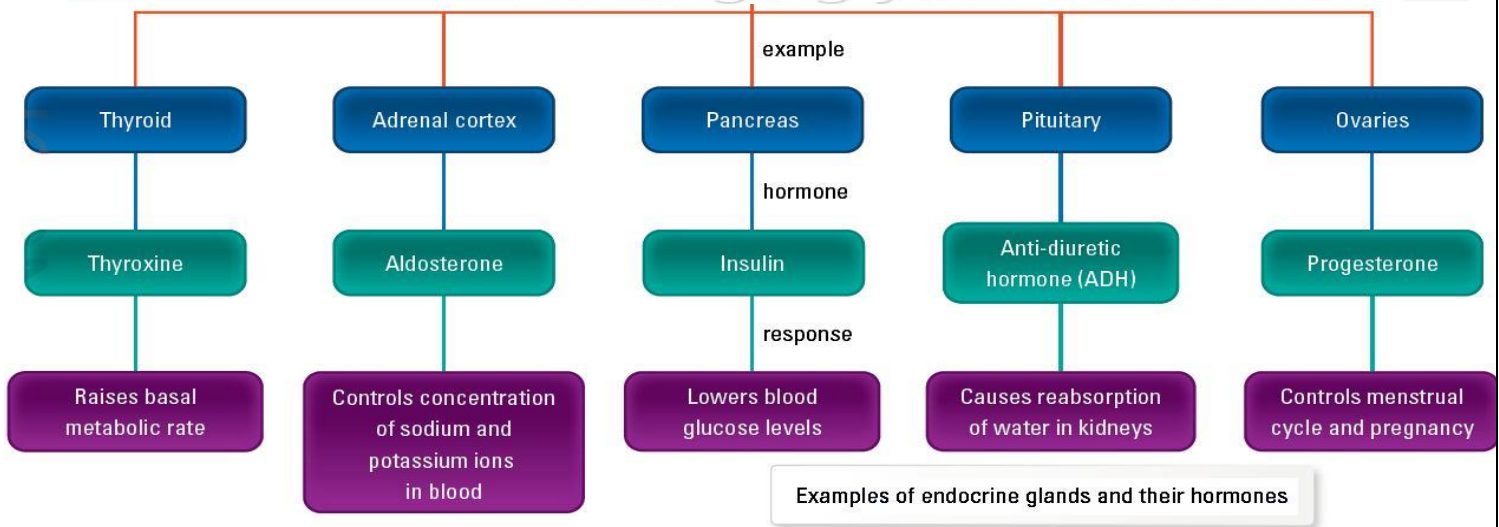 example
Thyroid
Adrenal cortex
Pancreas
Pituitary
Ovaries
hormone
Thyroxine
Aldosterone
Insulin
Anti-diuretic
hormone (ADH)
Progesterone
response
Raises basal
metabolic rate
Controls concentration
of sodium and
potassium ions
in blood
Lowers blood
glucose levels
Causes reabsorption
of water in kidneys
Controls menstrual
cycle and pregnancy
Examples of endocrine glands and their hormones